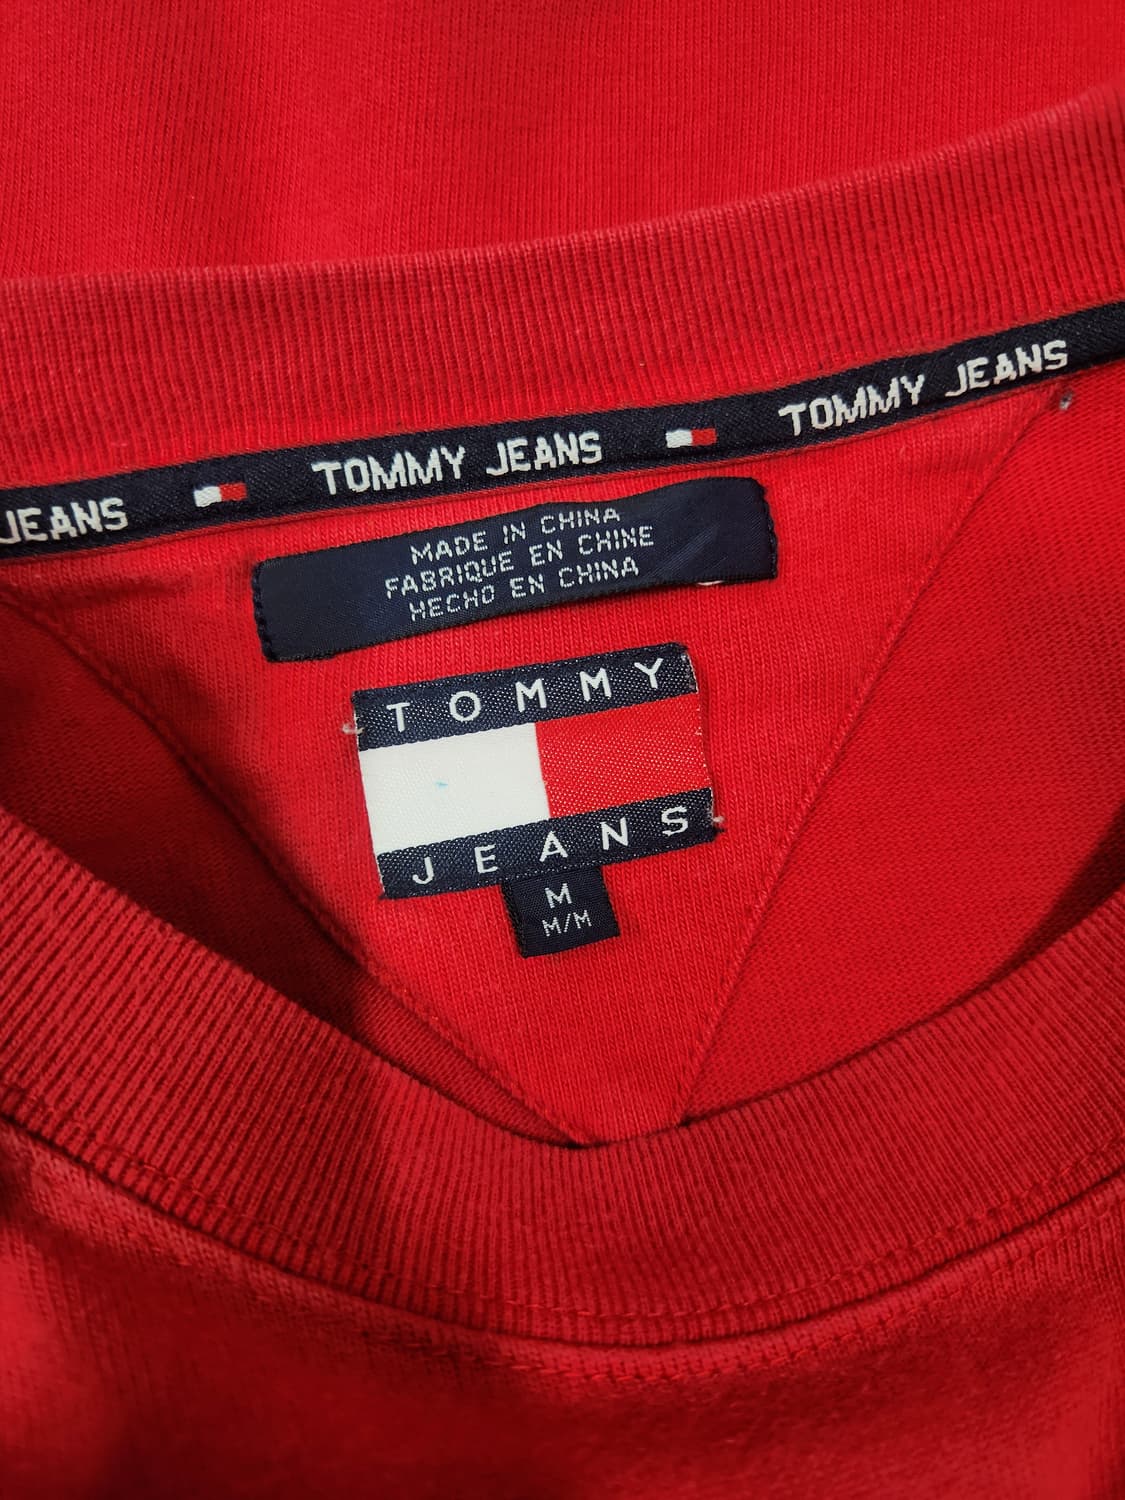 JEANS TOMMY JEANS TOMMY JEANS
MADE IN CHINA
FABRIQUE EN CHINE
HECHO EN CHINA
TOMMY
JEANS
M
M/M